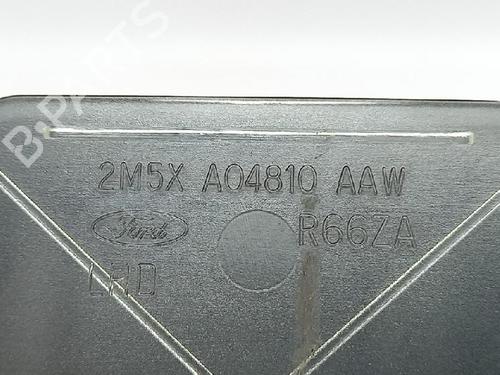 B-PARTS
2M5X A04810 AAW
Ford
R66ZA
LHD